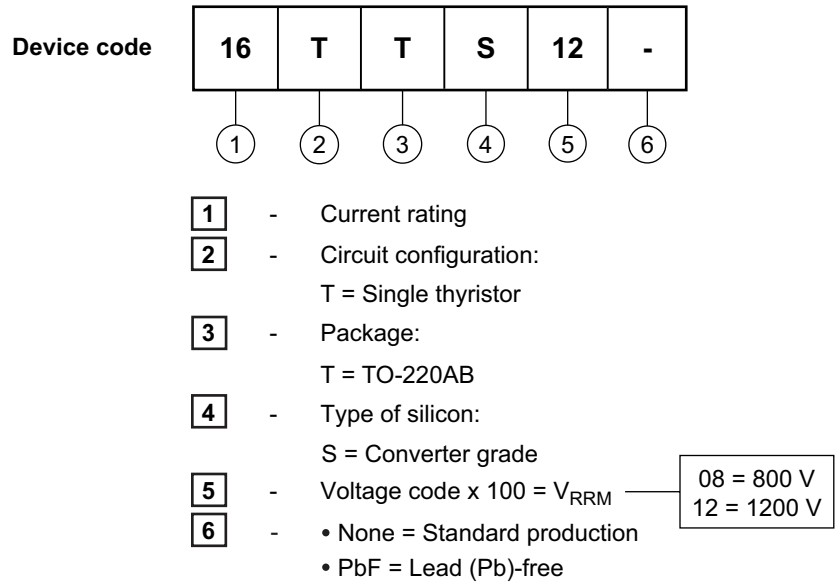 Device code 16 T T S 12 -
1 2 3 4 5 6
1 - Current rating
2 - Circuit configuration:
T = Single thyristor
3 - Package:
T = TO-220AB
4 - Type of silicon:
S = Converter grade
5 - Voltage code x 100 = VRRM
08 = 800 V
12 = 1200 V
6 - • None = Standard production
• PbF = Lead (Pb)-free